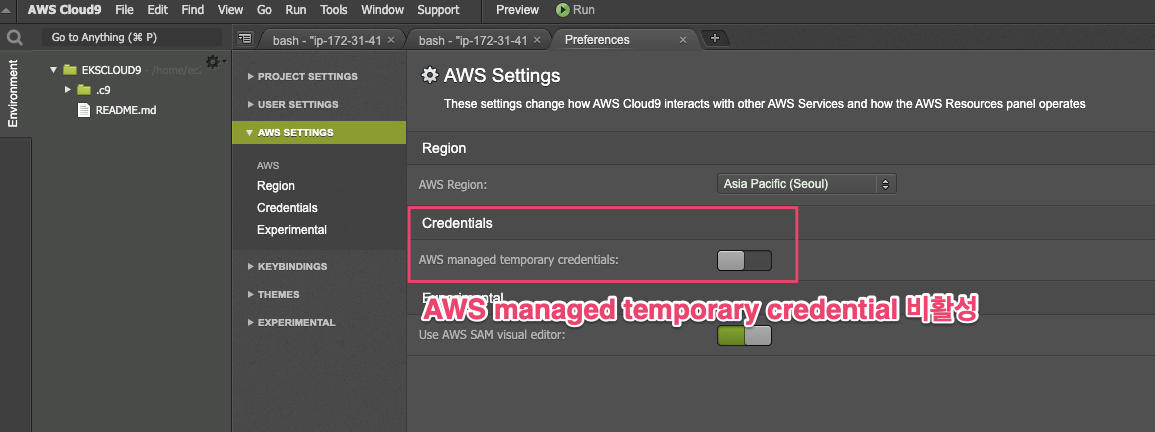 AWS Cloud9 File Edit Find View Go Run Tools Window Support Preview Run
Go to Anything (⌘ P)
bash - "ip-172-31-41
bash - "ip-172-31-41
Preferences
Environment
EKSCLOUD9 - /home/ec
.c9
README.md
PROJECT SETTINGS
USER SETTINGS
AWS SETTINGS
AWS
Region
Credentials
Experimental
KEYBINDINGS
THEMES
EXPERIMENTAL
AWS Settings
These settings change how AWS Cloud9 interacts with other AWS Services and how the AWS Resources panel operates
Region
AWS Region: Asia Pacific (Seoul)
Credentials
AWS managed temporary credentials:
Experimental
AWS managed temporary credential 비활성
Use AWS SAM visual editor: